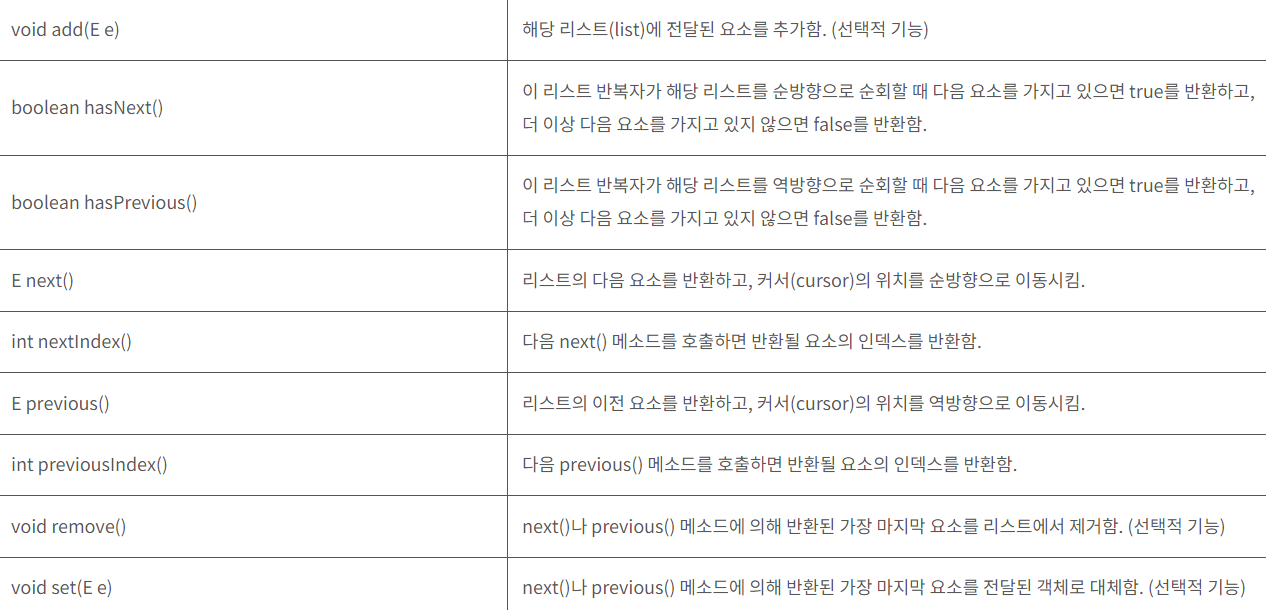 void add(E e)
해당 리스트(list)에 전달된 요소를 추가함. (선택적 기능)
boolean hasNext()
이 리스트 반복자가 해당 리스트를 순방향으로 순회할 때 다음 요소를 가지고 있으면 true를 반환하고,
더 이상 다음 요소를 가지고 있지 않으면 false를 반환함.
boolean hasPrevious()
이 리스트 반복자가 해당 리스트를 역방향으로 순회할 때 다음 요소를 가지고 있으면 true를 반환하고,
더 이상 다음 요소를 가지고 있지 않으면 false를 반환함.
E next()
리스트의 다음 요소를 반환하고, 커서(cursor)의 위치를 순방향으로 이동시킴.
int nextIndex()
다음 next() 메소드를 호출하면 반환될 요소의 인덱스를 반환함.
E previous()
리스트의 이전 요소를 반환하고, 커서(cursor)의 위치를 역방향으로 이동시킴.
int previousIndex()
다음 previous() 메소드를 호출하면 반환될 요소의 인덱스를 반환함.
void remove()
next()나 previous() 메소드에 의해 반환된 가장 마지막 요소를 리스트에서 제거함. (선택적 기능)
void set(E e)
next()나 previous() 메소드에 의해 반환된 가장 마지막 요소를 전달된 객체로 대체함. (선택적 기능)